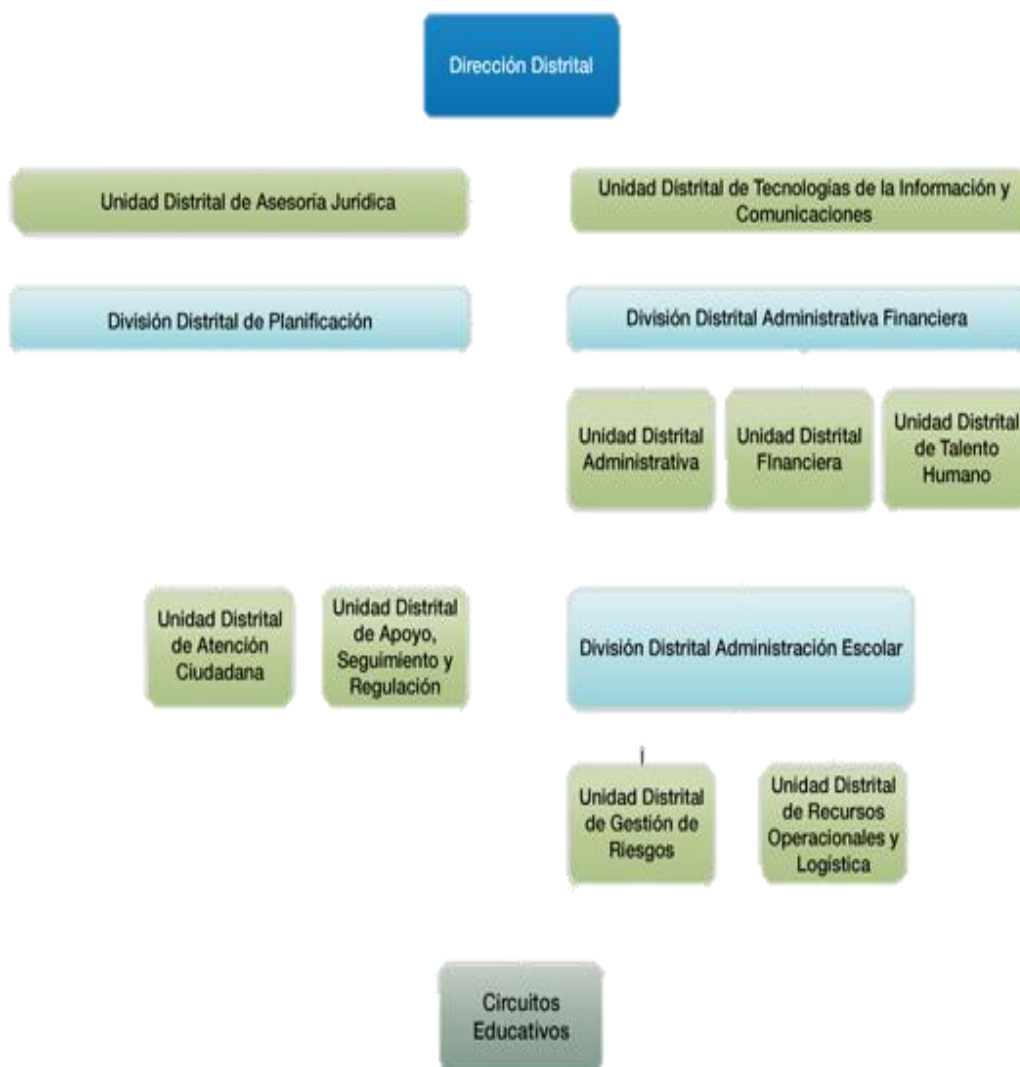 Dirección Distrital
Unidad Distrital de Asesoría Jurídica
Unidad Distrital de Tecnologías de la Información y
Comunicaciones
División Distrital de Planificación
División Distrital Administrativa Financiera
Unidad Distrital
Administrativa
Unidad Distrital
FInanciera
Unidad Distrital
de Talento
Humano
Unidad Distrital
de Atención
Ciudadana
Unidad Distrital
de Apoyo,
Seguimiento y
Regulación
División Distrital Administración Escolar
Unidad Distrital
de Gestión de
Riesgos
Unidad Distrital
de Recursos
Operacionales y
Logística
Circuitos
Educativos